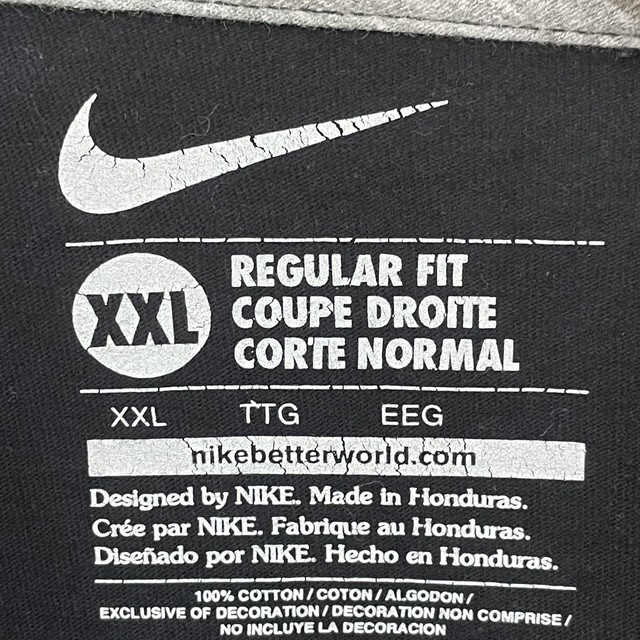 XXL
REGULAR FIT
COUPE DROITE
CORTE NORMAL
XXL TTG EEG
nikebetterworld.com
Designed by NIKE. Made in Honduras.
Crée par NIKE. Fabrique au Honduras.
Diseñado por NIKE. Hecho en Honduras.
100% COTTON / COTON / ALGODON /
EXCLUSIVE OF DECORATION / DECORATION NON COMPRISE /
NO INCLUYE LA DECORACION